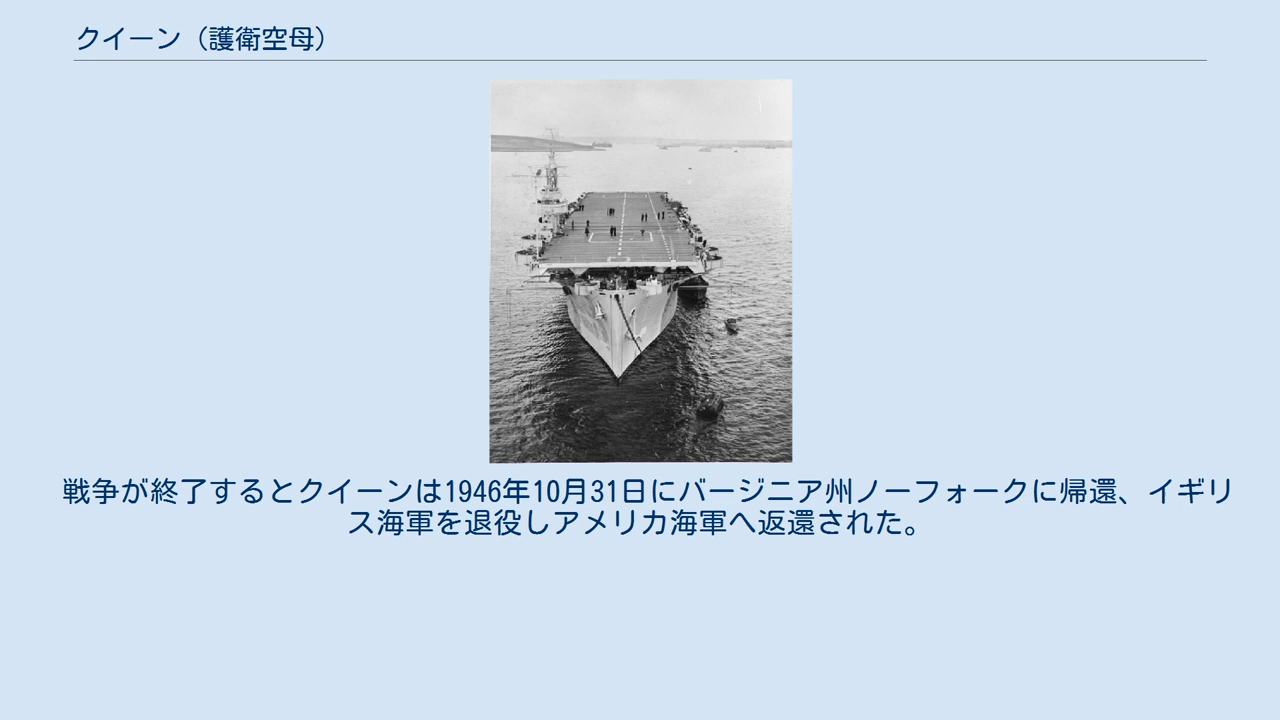 クイーン（護衛空母）
戦争が終了するとクイーンは1946年10月31日にバージニア州ノーフォークに帰還、イギリ
ス海軍を退役しアメリカ海軍へ返還された。